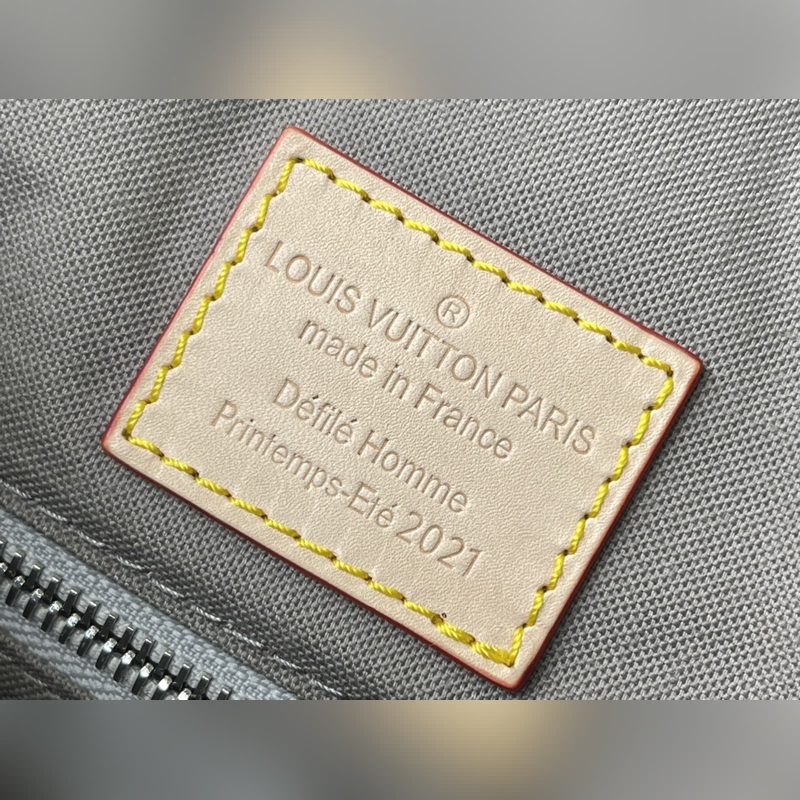 ®
LOUIS VUITTON PARIS
made in France
Défilé Homme
Printemps-Eté 2021